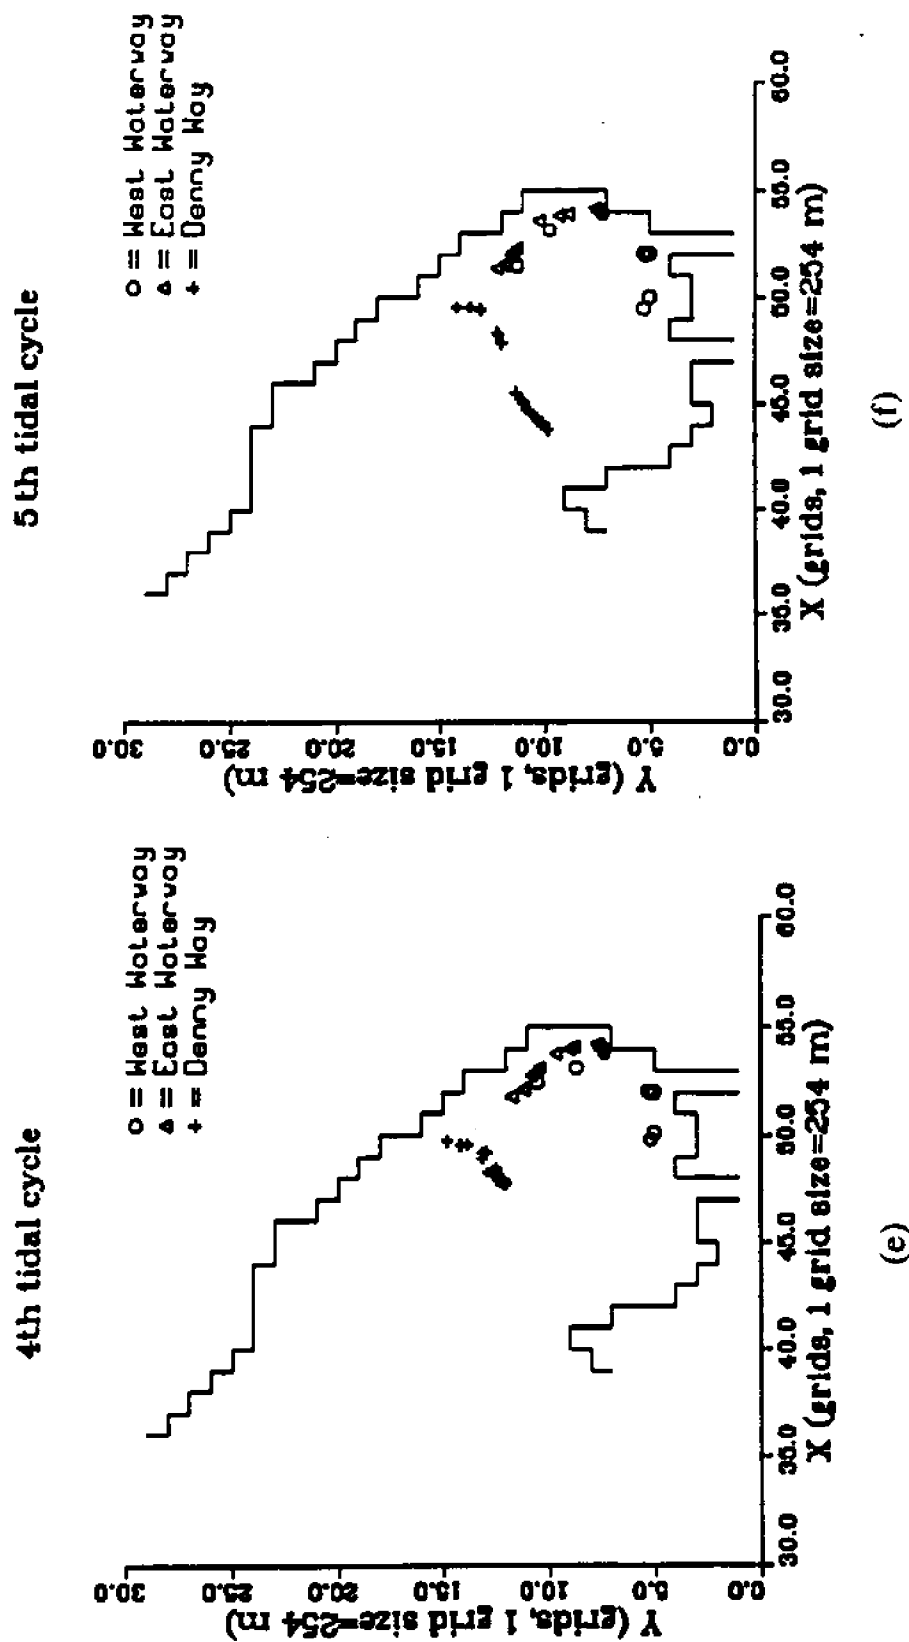 4th tidal cycle
o = West Waterway
△ = East Waterway
+ = Denny Way
Y (grids, 1 grid size=254 m)
30.0
25.0
20.0
15.0
10.0
5.0
0.0
30.0 35.0 40.0 45.0 50.0 55.0 60.0
X (grids, 1 grid size=254 m)
(e)
5th tidal cycle
o = West Waterway
△ = East Waterway
+ = Denny Way
Y (grids, 1 grid size=254 m)
30.0
25.0
20.0
15.0
10.0
5.0
0.0
30.0 35.0 40.0 45.0 50.0 55.0 60.0
X (grids, 1 grid size=254 m)
(f)